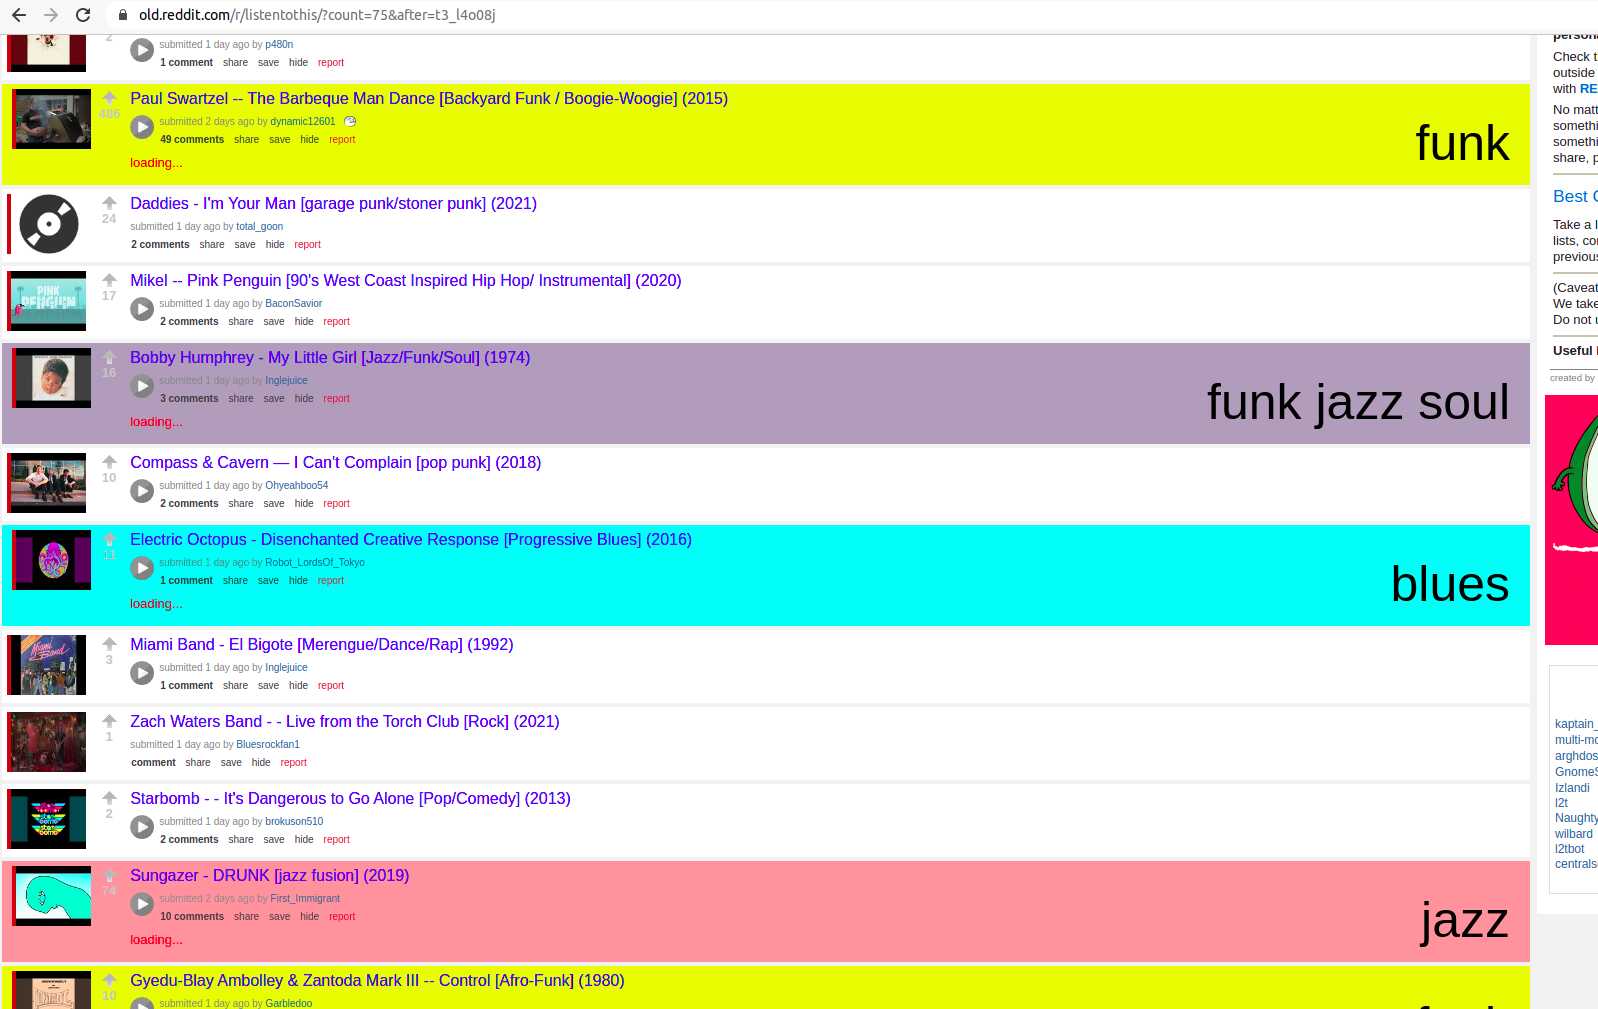 old.reddit.com/r/listentothis/?count=75&after=t3_l4o08j
2
submitted 1 day ago by p480n
1 comment share save hide report
Paul Swartzel -- The Barbeque Man Dance [Backyard Funk / Boogie-Woogie] (2015)
486
submitted 2 days ago by dynamic12601
49 comments share save hide report
loading...
funk
Daddies - I'm Your Man [garage punk/stoner punk] (2021)
24
submitted 1 day ago by total_goon
2 comments share save hide report
Mikel -- Pink Penguin [90's West Coast Inspired Hip Hop/ Instrumental] (2020)
PINK
PENGUIN
17
submitted 1 day ago by BaconSavior
2 comments share save hide report
Bobby Humphrey - My Little Girl [Jazz/Funk/Soul] (1974)
16
submitted 1 day ago by Inglejuice
3 comments share save hide report
loading...
funk jazz soul
Compass & Cavern — I Can't Complain [pop punk] (2018)
10
submitted 1 day ago by Ohyeahboo54
2 comments share save hide report
Electric Octopus - Disenchanted Creative Response [Progressive Blues] (2016)
11
submitted 1 day ago by Robot_LordsOf_Tokyo
1 comment share save hide report
loading...
blues
Miami Band - El Bigote [Merengue/Dance/Rap] (1992)
Miami Band
3
submitted 1 day ago by Inglejuice
1 comment share save hide report
Zach Waters Band - - Live from the Torch Club [Rock] (2021)
1
submitted 1 day ago by Bluesrockfan1
comment share save hide report
Starbomb - - It's Dangerous to Go Alone [Pop/Comedy] (2013)
2
submitted 1 day ago by brokuson510
2 comments share save hide report
Sungazer - DRUNK [jazz fusion] (2019)
74
submitted 2 days ago by First_Immigrant
10 comments share save hide report
loading...
jazz
Gyedu-Blay Ambolley & Zantoda Mark III -- Control [Afro-Funk] (1980)
10
submitted 1 day ago by Garbledoo
persona
Check t
outside
with RE
No matt
somethi
somethi
share, p
Best
Take a l
lists, co
previous
(Caveat
We take
Do not u
Useful
created by
kaptain_
multi-mo
arghdos
GnomeS
Izlandi
l2t
Naughty
wilbard
l2tbot
centrals